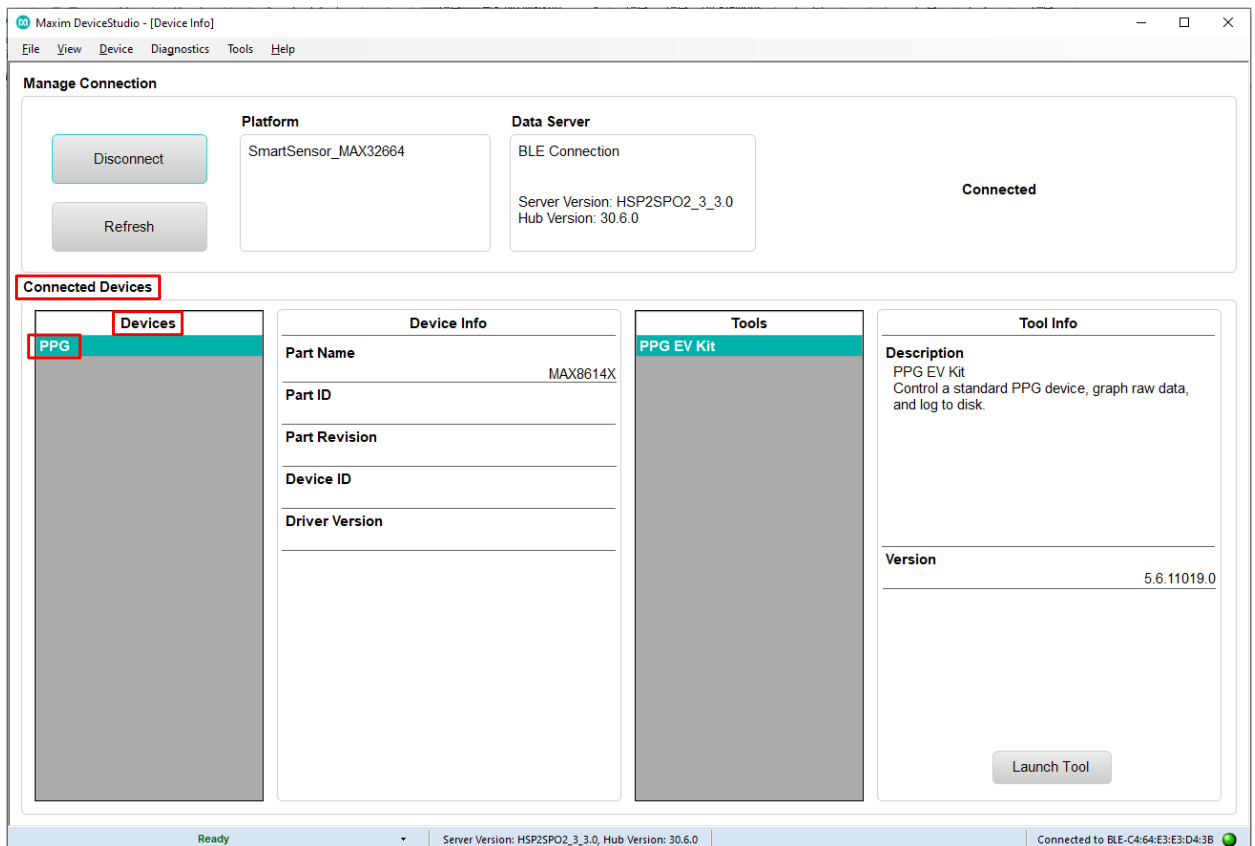 Maxim DeviceStudio - [Device Info]
File View Device Diagnostics Tools Help
Manage Connection
Disconnect
Refresh
Platform
SmartSensor_MAX32664
Data Server
BLE Connection
Server Version: HSP2SPO2_3_3.0
Hub Version: 30.6.0
Connected
Connected Devices
Devices
PPG
Device Info
Part Name
MAX8614X
Part ID
Part Revision
Device ID
Driver Version
Tools
PPG EV Kit
Tool Info
Description
PPG EV Kit
Control a standard PPG device, graph raw data,
and log to disk.
Version
5.6.11019.0
Launch Tool
Ready
Server Version: HSP2SPO2_3_3.0, Hub Version: 30.6.0
Connected to BLE-C4:64:E3:E3:D4:3B